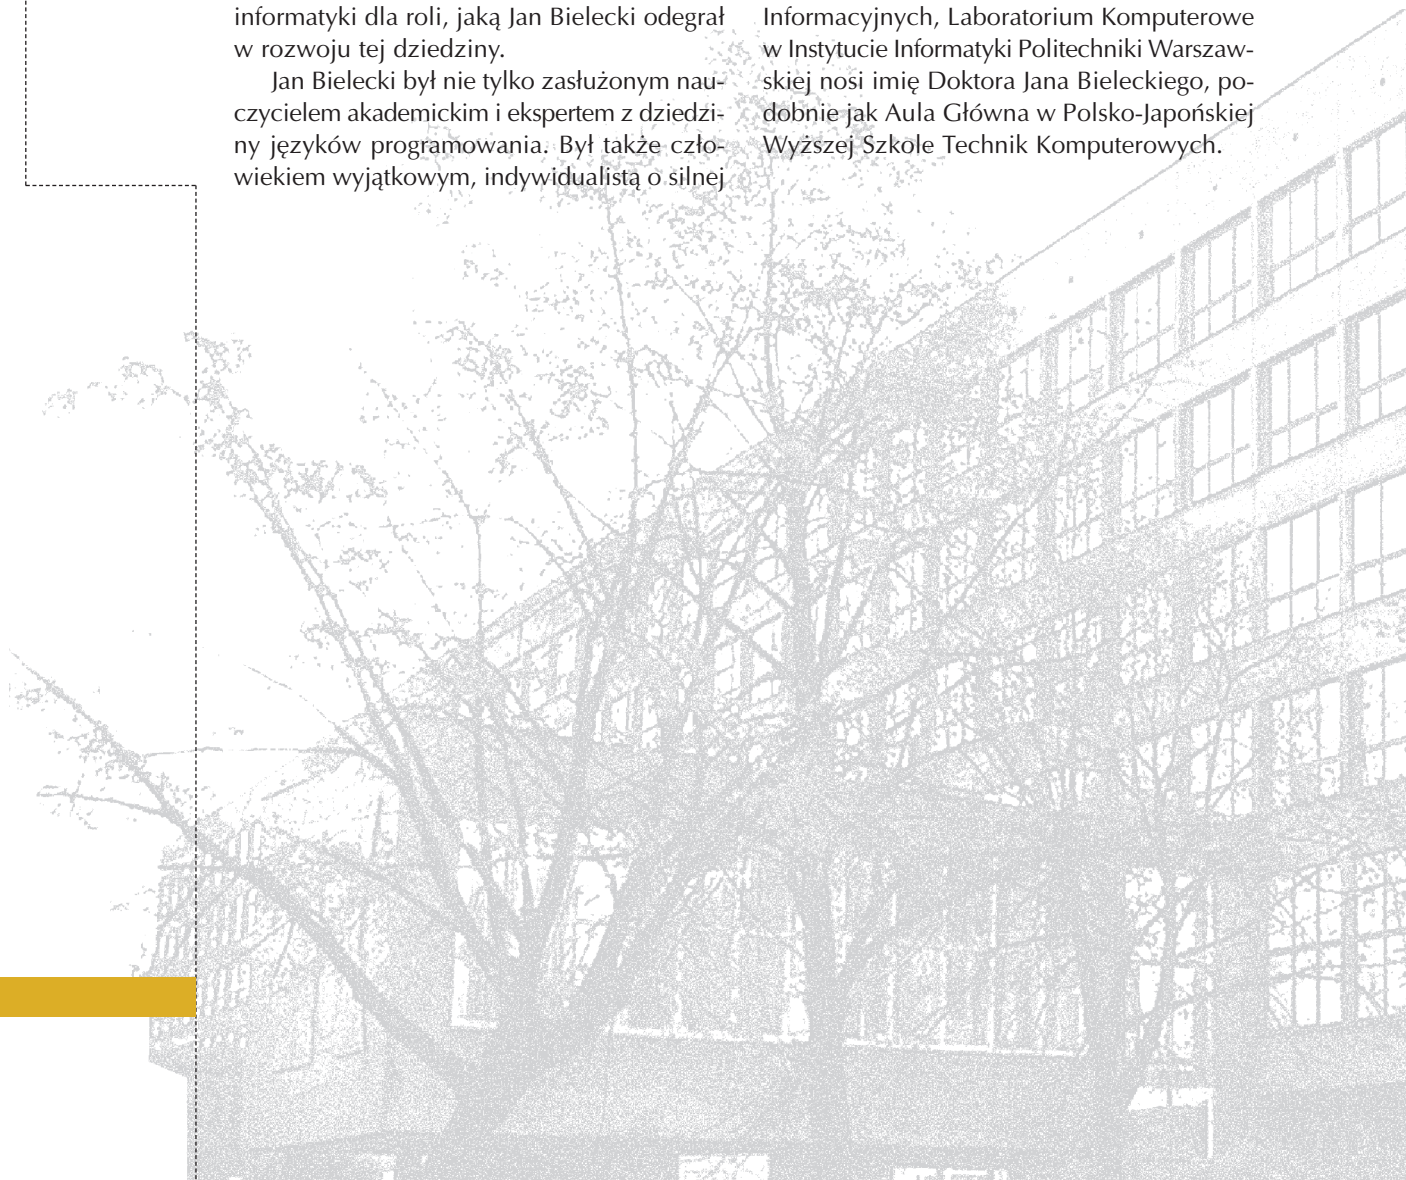 informatyki dla roli, jaką Jan Bielecki odegrał
w rozwoju tej dziedziny.
Jan Bielecki był nie tylko zasłużonym nau-
czycielem akademickim i ekspertem z dziedzi-
ny języków programowania. Był także czło-
wiekiem wyjątkowym, indywidualistą o silnej
Informacyjnych, Laboratorium Komputerowe
w Instytucie Informatyki Politechniki Warszaw-
skiej nosi imię Doktora Jana Bieleckiego, po-
dobnie jak Aula Główna w Polsko-Japońskiej
Wyższej Szkole Technik Komputerowych.